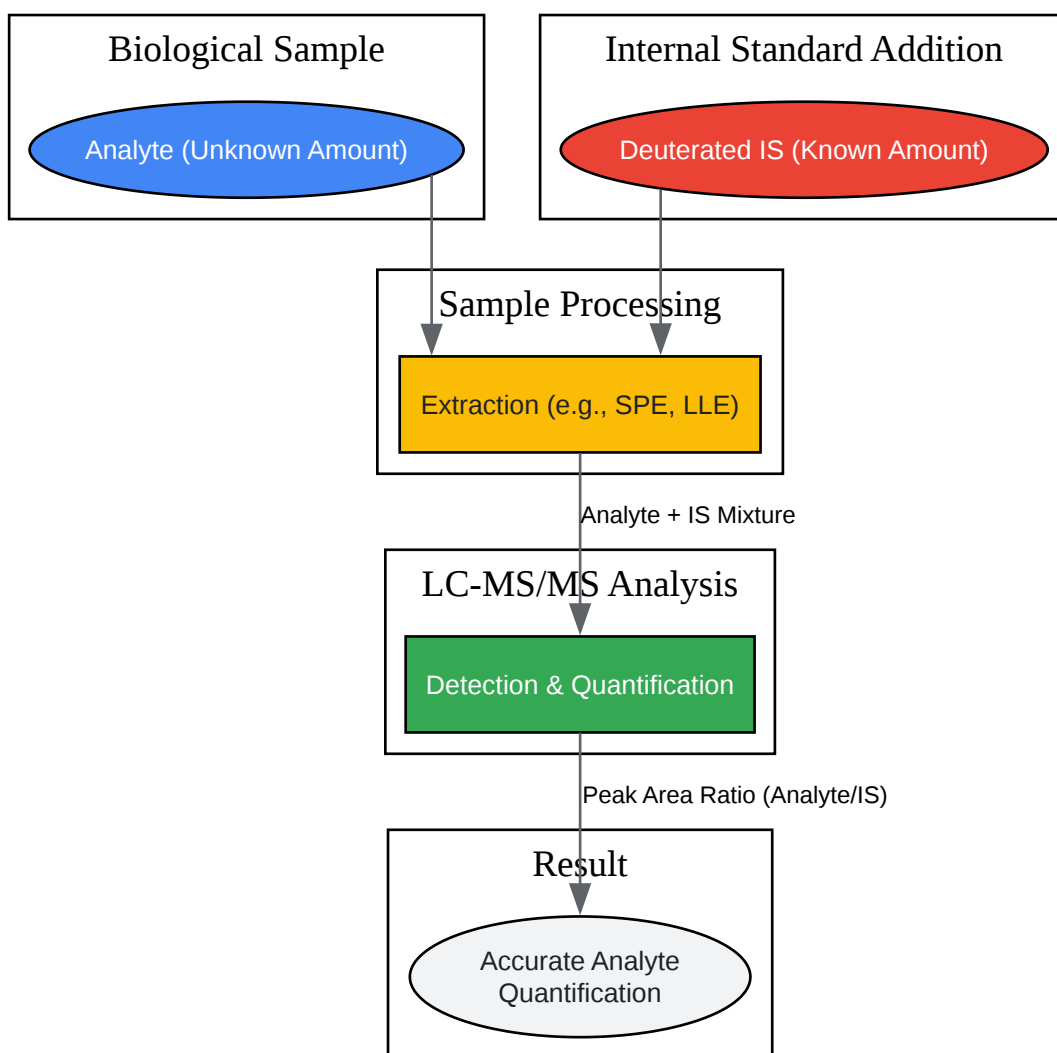 Biological Sample
Internal Standard Addition
Analyte (Unknown Amount)
Deuterated IS (Known Amount)
Sample Processing
Extraction (e.g., SPE, LLE)
Analyte + IS Mixture
LC-MS/MS Analysis
Detection & Quantification
Peak Area Ratio (Analyte/IS)
Result
Accurate Analyte
Quantification